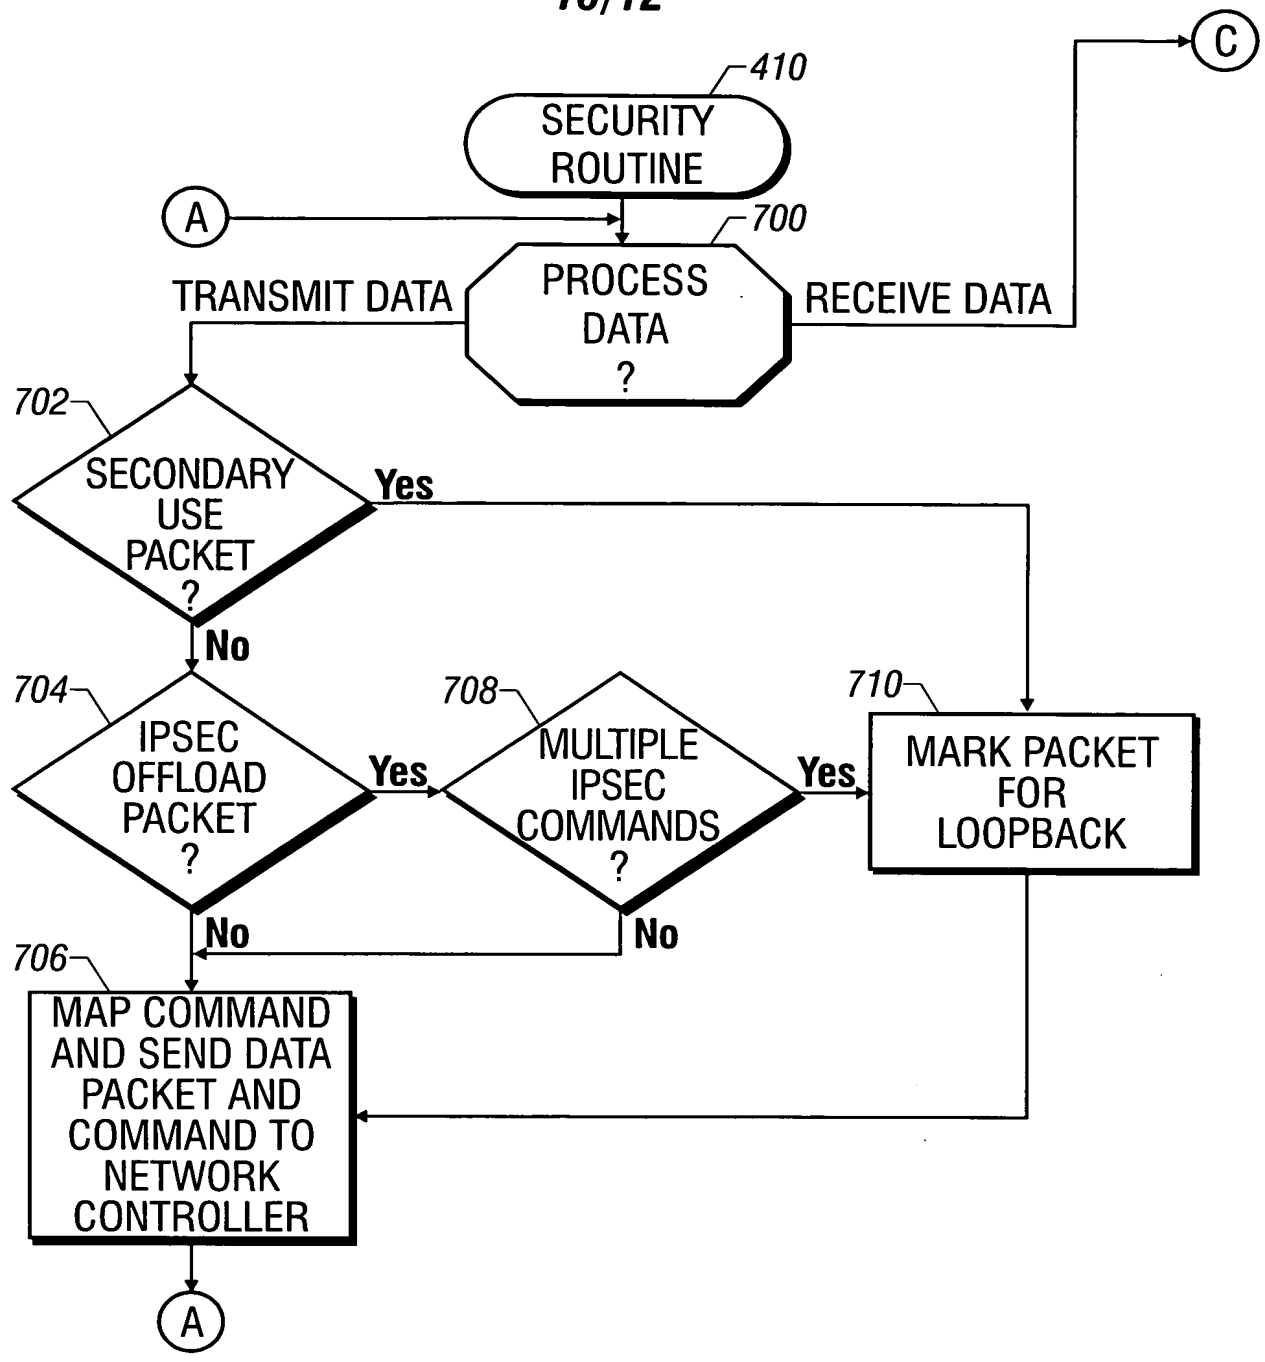 C
410
SECURITY
ROUTINE
A
700
PROCESS
DATA
?
TRANSMIT DATA
RECEIVE DATA
702
SECONDARY
USE
PACKET
?
Yes
No
704
IPSEC
OFFLOAD
PACKET
?
Yes
No
708
MULTIPLE
IPSEC
COMMANDS
?
Yes
No
710
MARK PACKET
FOR
LOOPBACK
706
MAP COMMAND
AND SEND DATA
PACKET AND
COMMAND TO
NETWORK
CONTROLLER
A